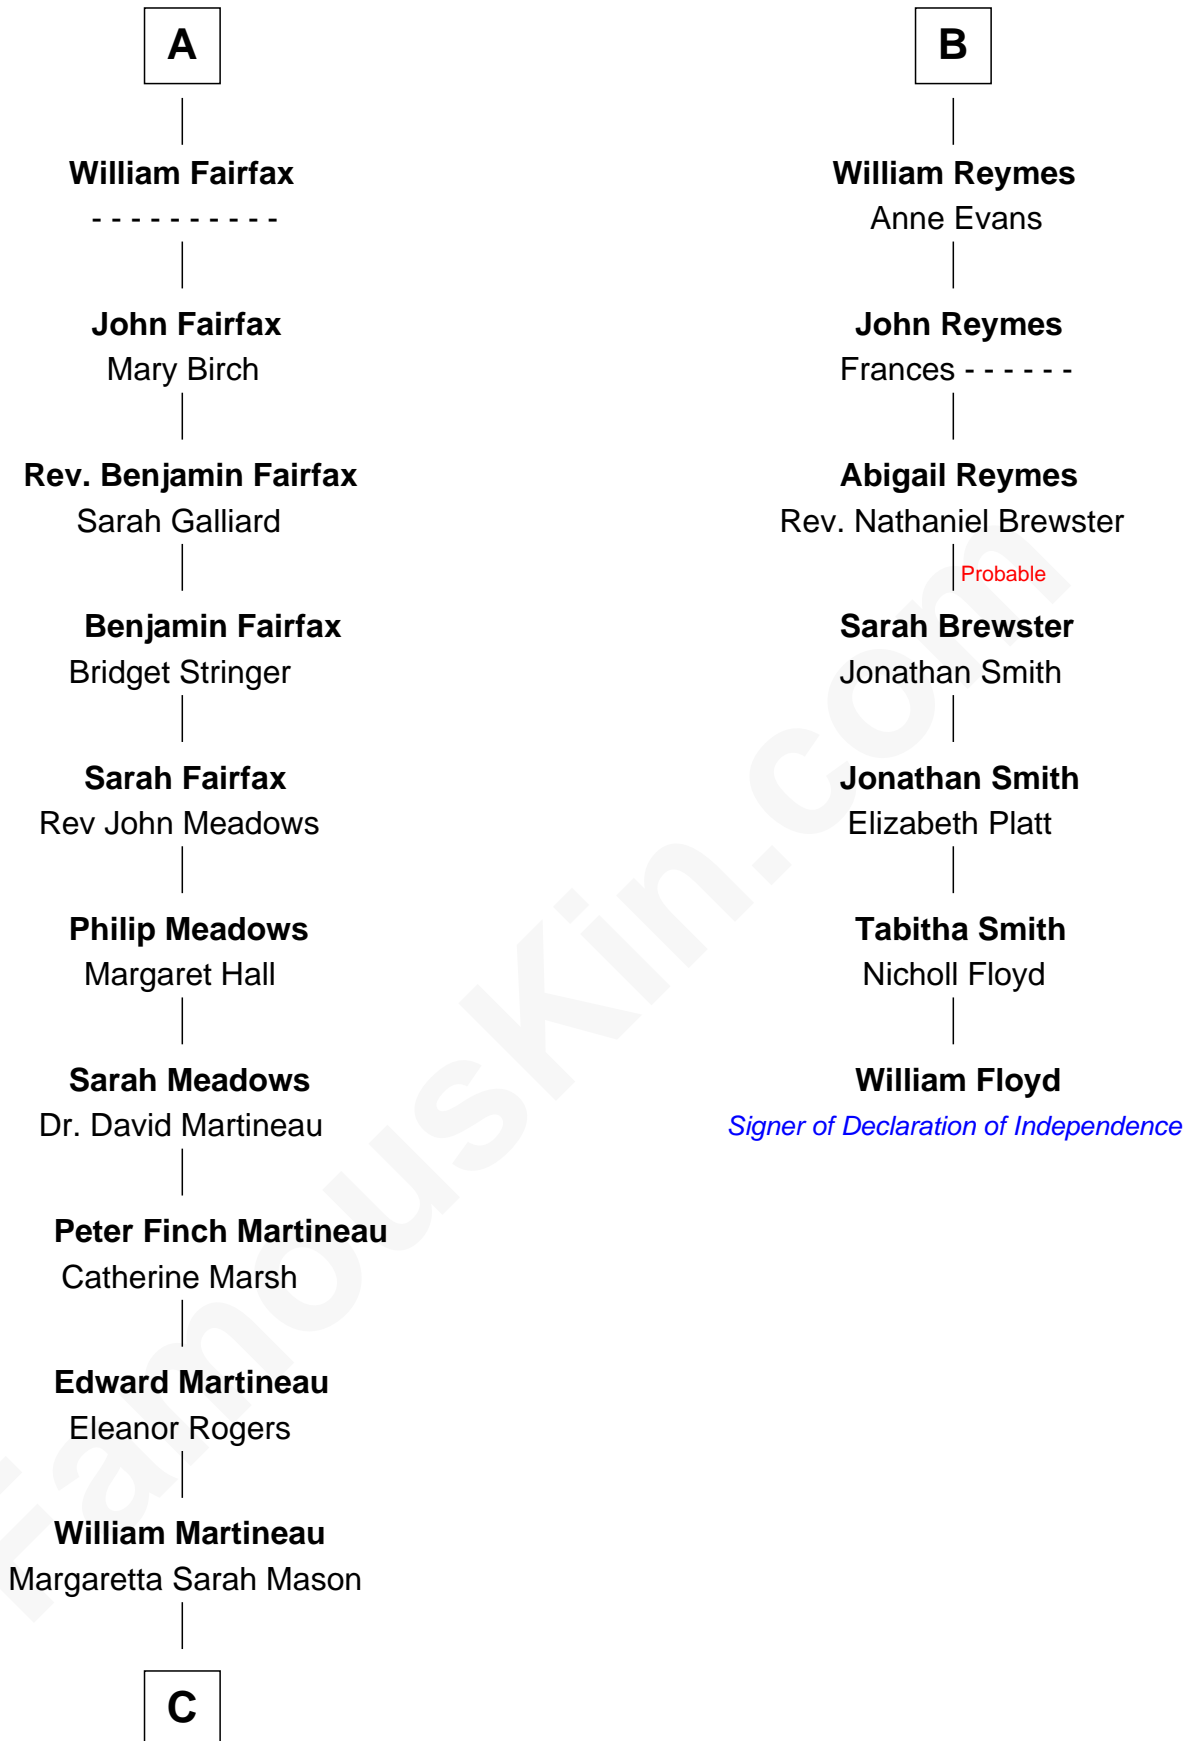 A
William Fairfax
- - - - - - - - - -
John Fairfax
Mary Birch
Rev. Benjamin Fairfax
Sarah Galliard
Benjamin Fairfax
Bridget Stringer
Sarah Fairfax
Rev John Meadows
Philip Meadows
Margaret Hall
Sarah Meadows
Dr. David Martineau
Peter Finch Martineau
Catherine Marsh
Edward Martineau
Eleanor Rogers
William Martineau
Margaretta Sarah Mason
C
B
William Reymes
Anne Evans
John Reymes
Frances - - - - - -
Abigail Reymes
Rev. Nathaniel Brewster
Probable
Sarah Brewster
Jonathan Smith
Jonathan Smith
Elizabeth Platt
Tabitha Smith
Nicholl Floyd
William Floyd
Signer of Declaration of Independence
FamousKin.com